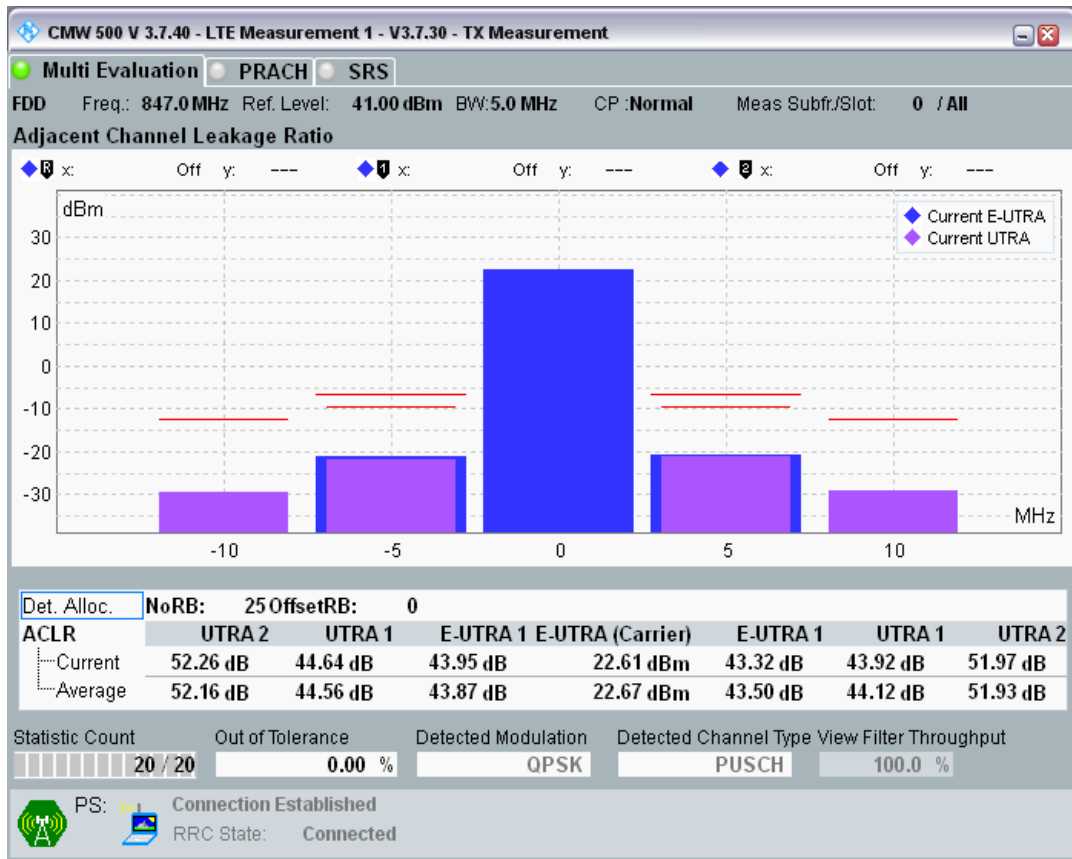 CMW 500 V 3.7.40 - LTE Measurement 1 - V3.7.30 - TX Measurement
Multi Evaluation PRACH SRS
FDD Freq.: 847.0 MHz Ref. Level: 41.00 dBm BW:5.0 MHz CP :Normal Meas Subfr./Slot: 0 / All
Adjacent Channel Leakage Ratio
R x: Off y: --- 1 x: Off y: --- 2 x: Off y: ---
dBm
Current E-UTRA
Current UTRA
30
20
10
0
-10
-20
-30
MHz
-10 -5 0 5 10
Det. Alloc. NoRB: 25 OffsetRB: 0
ACLR UTRA 2 UTRA 1 E-UTRA 1 E-UTRA (Carrier) E-UTRA 1 UTRA 1 UTRA 2
Current 52.26 dB 44.64 dB 43.95 dB 22.61 dBm 43.32 dB 43.92 dB 51.97 dB
Average 52.16 dB 44.56 dB 43.87 dB 22.67 dBm 43.50 dB 44.12 dB 51.93 dB
Statistic Count Out of Tolerance Detected Modulation Detected Channel Type View Filter Throughput
20 / 20 0.00 % QPSK PUSCH 100.0 %
PS: Connection Established
RRC State: Connected